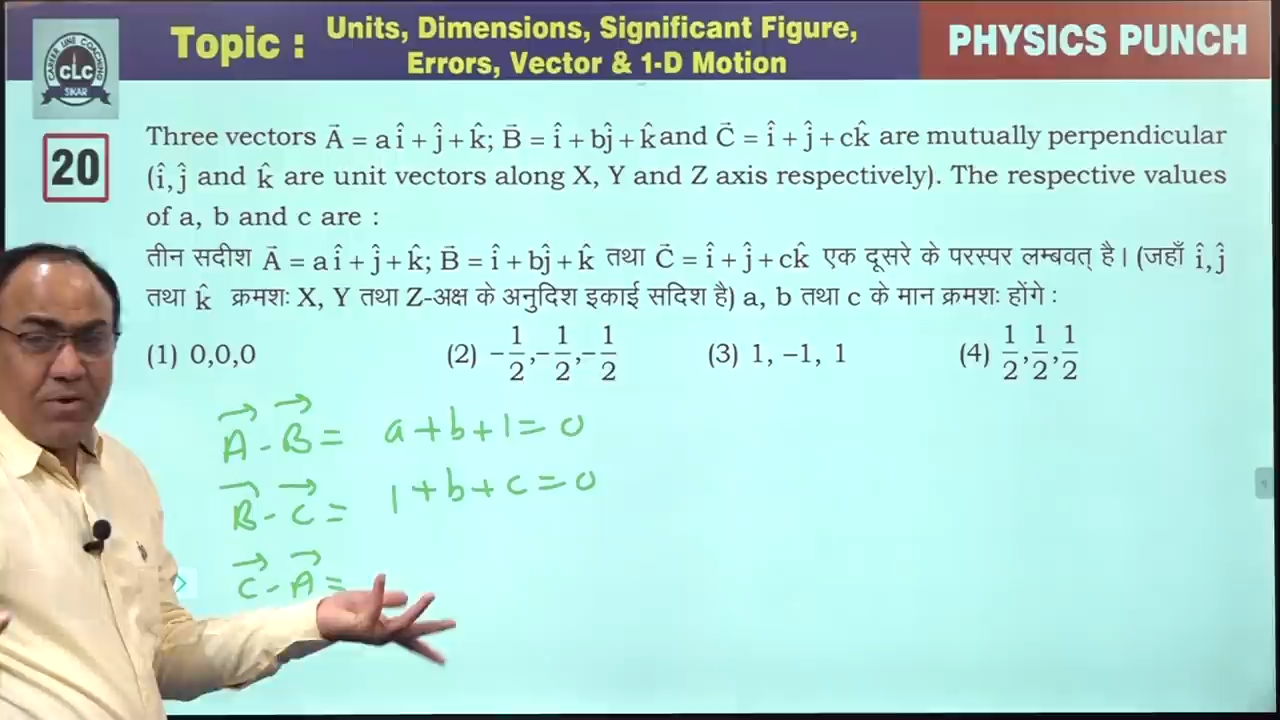 CAREER LINE COACHING
CLC
SIKAR
Topic :
Units, Dimensions, Significant Figure,
Errors, Vector & 1-D Motion
PHYSICS PUNCH
20
Three vectors A⃗ = aî + ĵ + k̂; B⃗ = î + bĵ + k̂ and C⃗ = î + ĵ + ck̂ are mutually perpendicular
(î, ĵ and k̂ are unit vectors along X, Y and Z axis respectively). The respective values
of a, b and c are :
तीन सदीश A⃗ = aî + ĵ + k̂; B⃗ = î + bĵ + k̂ तथा C⃗ = î + ĵ + ck̂ एक दूसरे के परस्पर लम्बवत् है। (जहाँ î, ĵ
तथा k̂ क्रमशः X, Y तथा Z-अक्ष के अनुदिश इकाई सदिश है) a, b तथा c के मान क्रमशः होंगे :
(1) 0,0,0 (2) -1/2,-1/2,-1/2 (3) 1, –1, 1 (4) 1/2,1/2,1/2
A⃗ - B⃗ = a+b+1=0
B⃗ - C⃗ = 1+b+c=0
C⃗ - A⃗ =